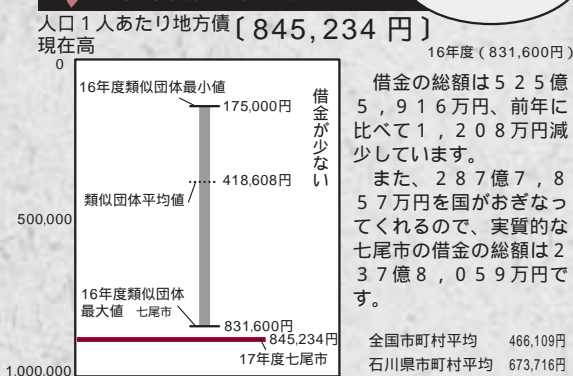 人口1人あたり地方債
現在高
〔845,234 円〕
16年度(831,600円)
0
16年度類似団体最小値
175,000円
借金が少ない
418,608円
類似団体平均値
500,000
16年度類似団体
最大値 七尾市
831,600円
845,234円
17年度七尾市
1,000,000
借金の総額は525億
5,916万円、前年に
比べて1,208万円減
少しています。
また、287億7,8
57万円を国がおぎなっ
てくれるので、実質的な
七尾市の借金の総額は2
37億8,059万円で
す。
全国市町村平均 466,109円
石川県市町村平均 673,716円